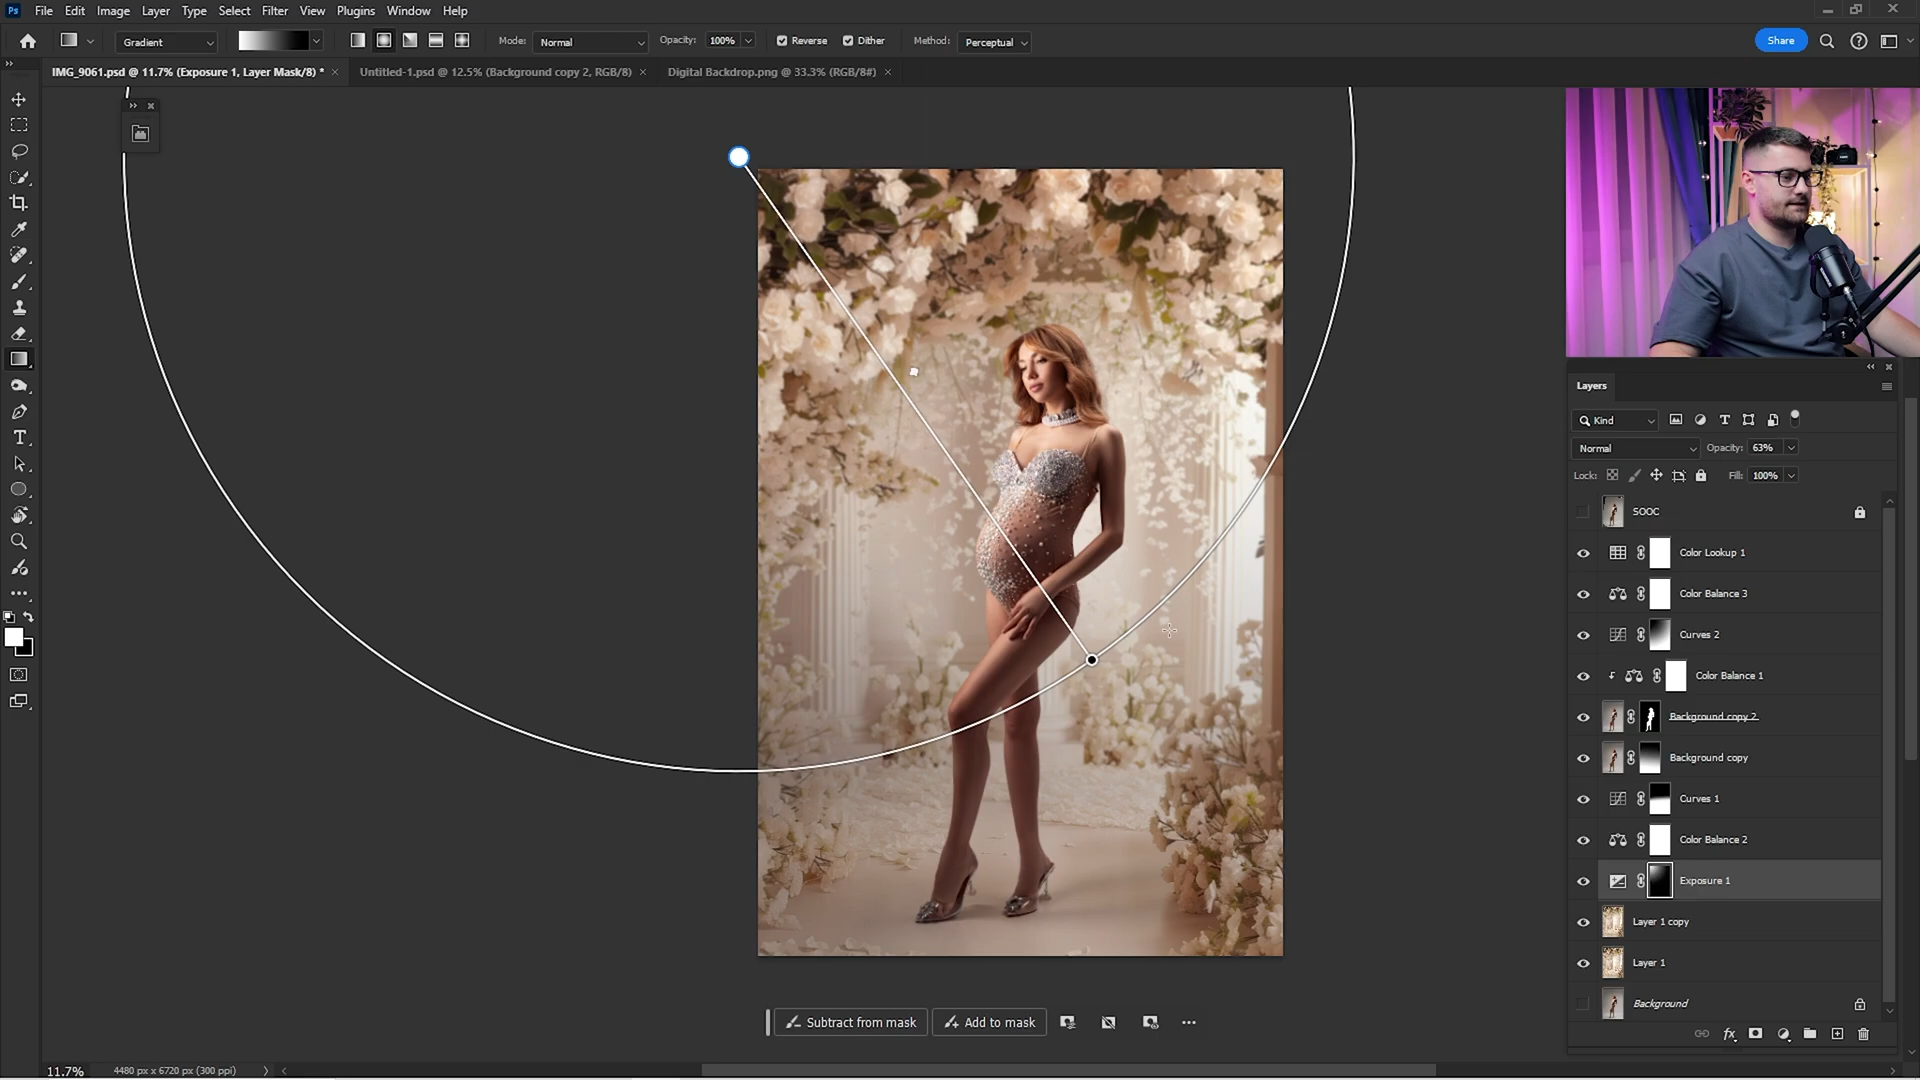 Ps File Edit Image Layer Type Select Filter View Plugins Window Help
Gradient Mode: Normal Opacity: 100% Reverse Dither Method: Perceptual Share
IMG_9061.psd @ 11.7% (Exposure 1, Layer Mask/8) * × Untitled-1.psd @ 12.5% (Background copy 2, RGB/8) × Digital Backdrop.png @ 33.3% (RGB/8#) ×
Layers
Kind
Normal Opacity: 63%
Lock: Fill: 100%
SOOC
Color Lookup 1
Color Balance 3
Curves 2
Color Balance 1
Background copy 2
Background copy
Curves 1
Color Balance 2
Exposure 1
Layer 1 copy
Layer 1
Background
fx
Subtract from mask Add to mask
11.7% 4480 px x 6720 px (300 ppi)